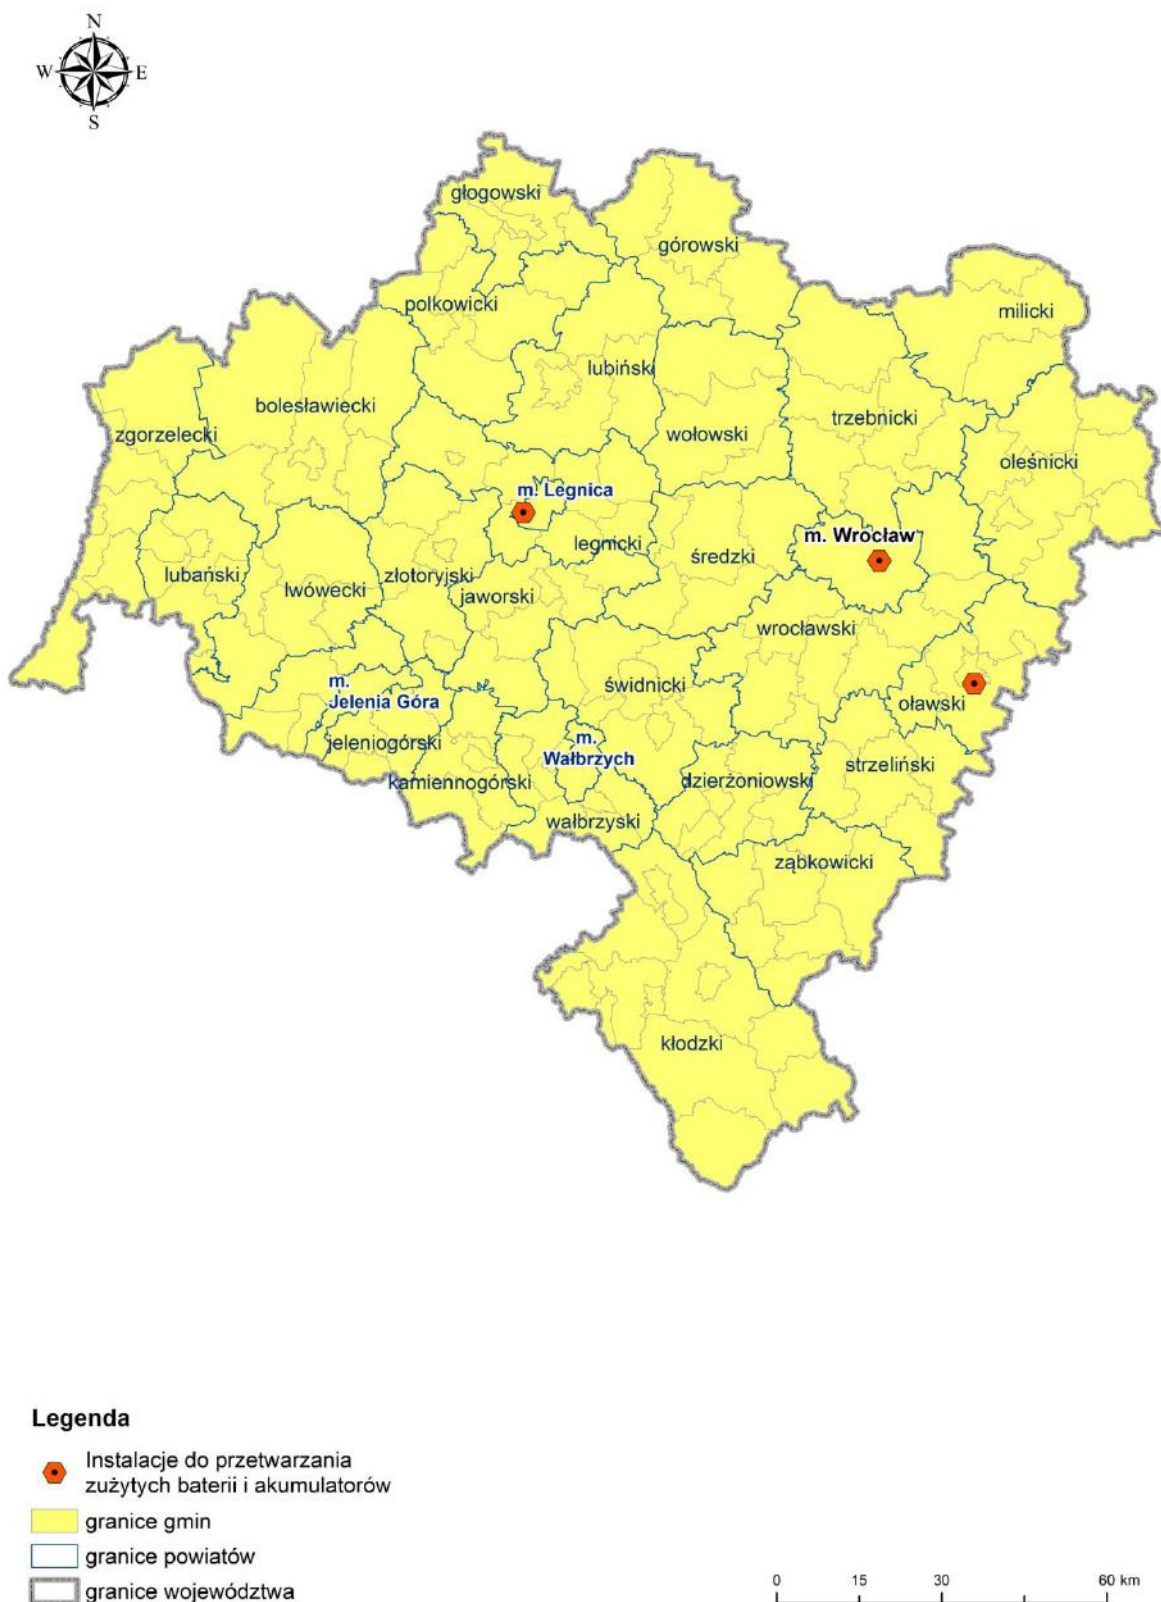 N
W E
S
głogowski
górowski
polkowicki
milicki
lubiński
bolesławiecki
trzebnicki
zgorzelecki
wołowski
oleśnicki
m. Legnica
m. Wrocław
legnicki
średzki
lubański
złotoryjski
lwówecki
jaworski
wrocławski
m.
Jelenia Góra
świdnicki
oławski
jeleniogórski
m.
Wałbrzych
strzeliński
kamiennogórski
dzierżoniowski
wałbrzyski
ząbkowicki
kłodzki
Legenda
Instalacje do przetwarzania
zużytych baterii i akumulatorów
granice gmin
granice powiatów
granice województwa
0 15 30 60 km